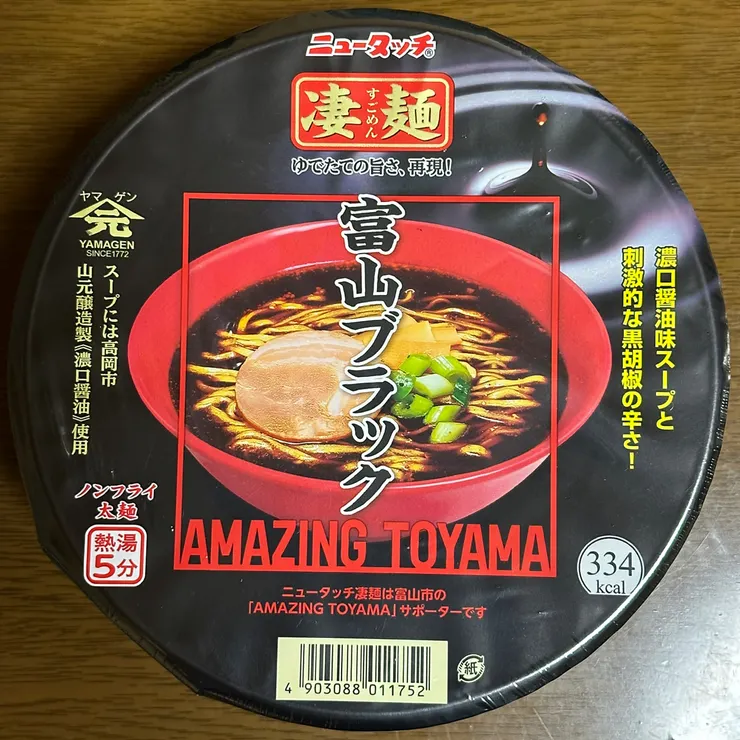 ニュータッチ®
凄麺
すごめん
ゆでたての旨さ、再現!
ヤマ ゲン
元
YAMAGEN
SINCE1772
スープには高岡市
山元醸造製《濃口醤油》使用
富山ブラック
濃口醤油味スープと
刺激的な黒胡椒の辛さ!
ノンフライ
太麺
熱湯
5分
AMAZING TOYAMA
334
kcal
ニュータッチ凄麺は富山市の
「AMAZING TOYAMA」サポーターです
4 903088 011752
紙